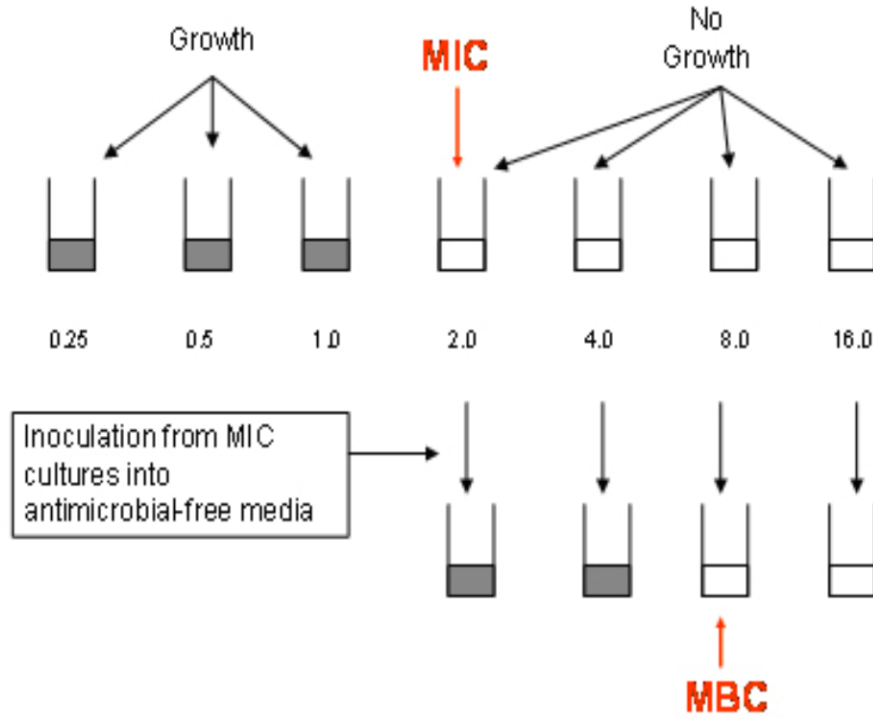 Growth
MIC
No
Growth
0.25 0.5 1.0 2.0 4.0 8.0 16.0
Inoculation from MIC
cultures into
antimicrobial-free media
MBC